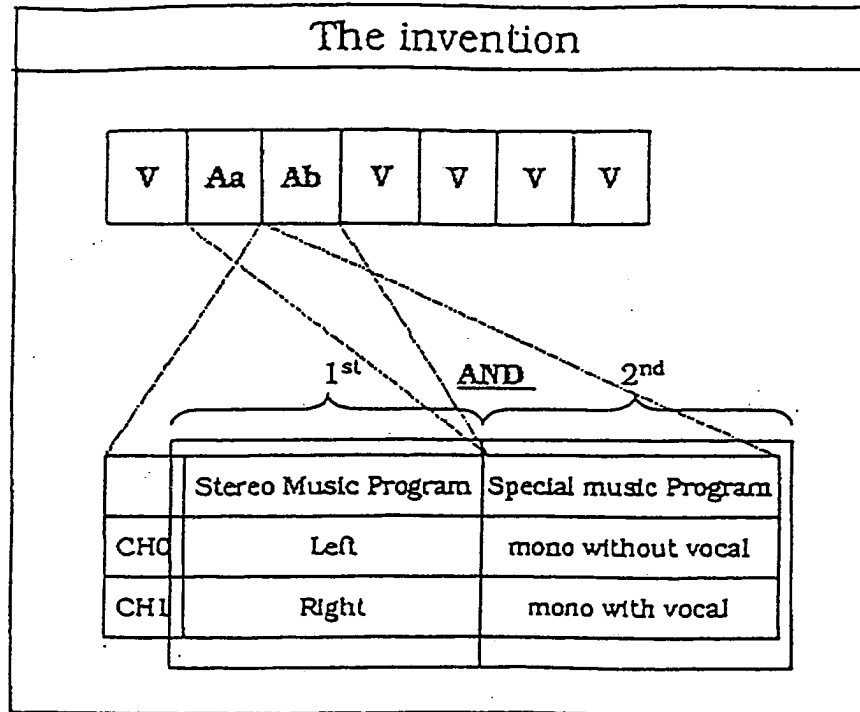 The invention
V Aa Ab V V V V
1st AND 2nd
Stereo Music Program Special music Program
CH0 Left mono without vocal
CH1 Right mono with vocal